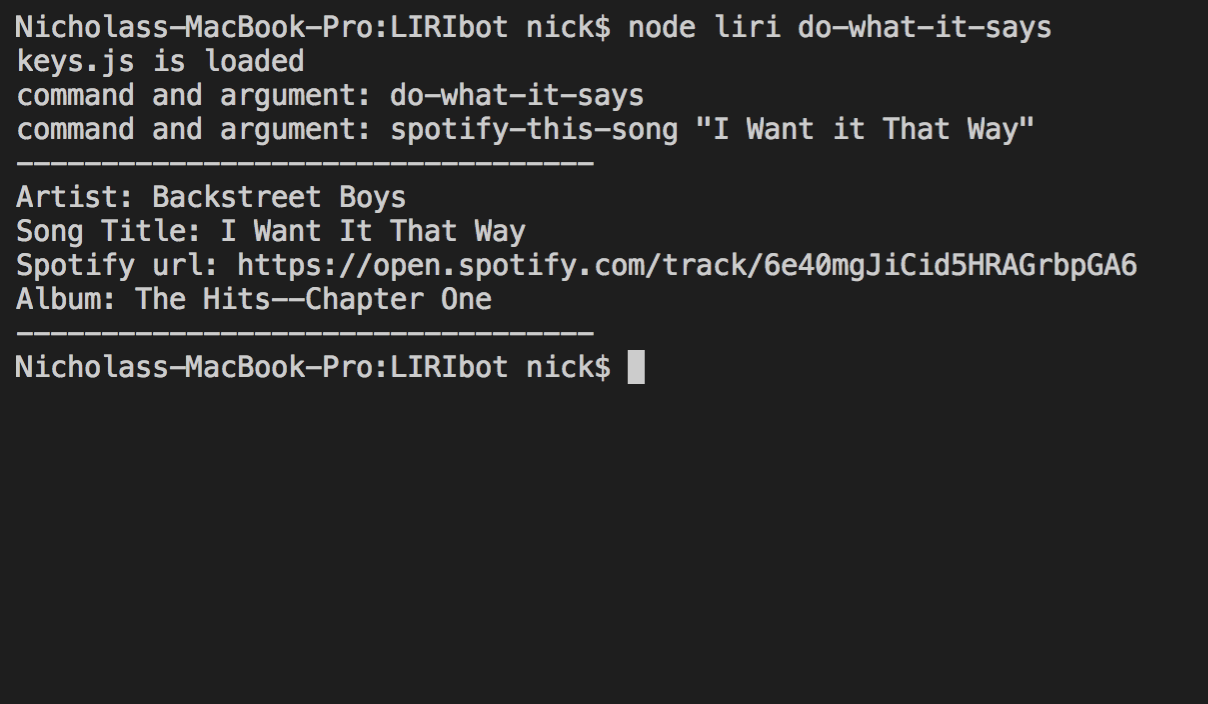 Nicholass-MacBook-Pro:LIRIbot nick$ node liri do-what-it-says
keys.js is loaded
command and argument: do-what-it-says
command and argument: spotify-this-song "I Want it That Way"
----------------------------------
Artist: Backstreet Boys
Song Title: I Want It That Way
Spotify url: https://open.spotify.com/track/6e40mgJiCid5HRAGrbpGA6
Album: The Hits--Chapter One
----------------------------------
Nicholass-MacBook-Pro:LIRIbot nick$